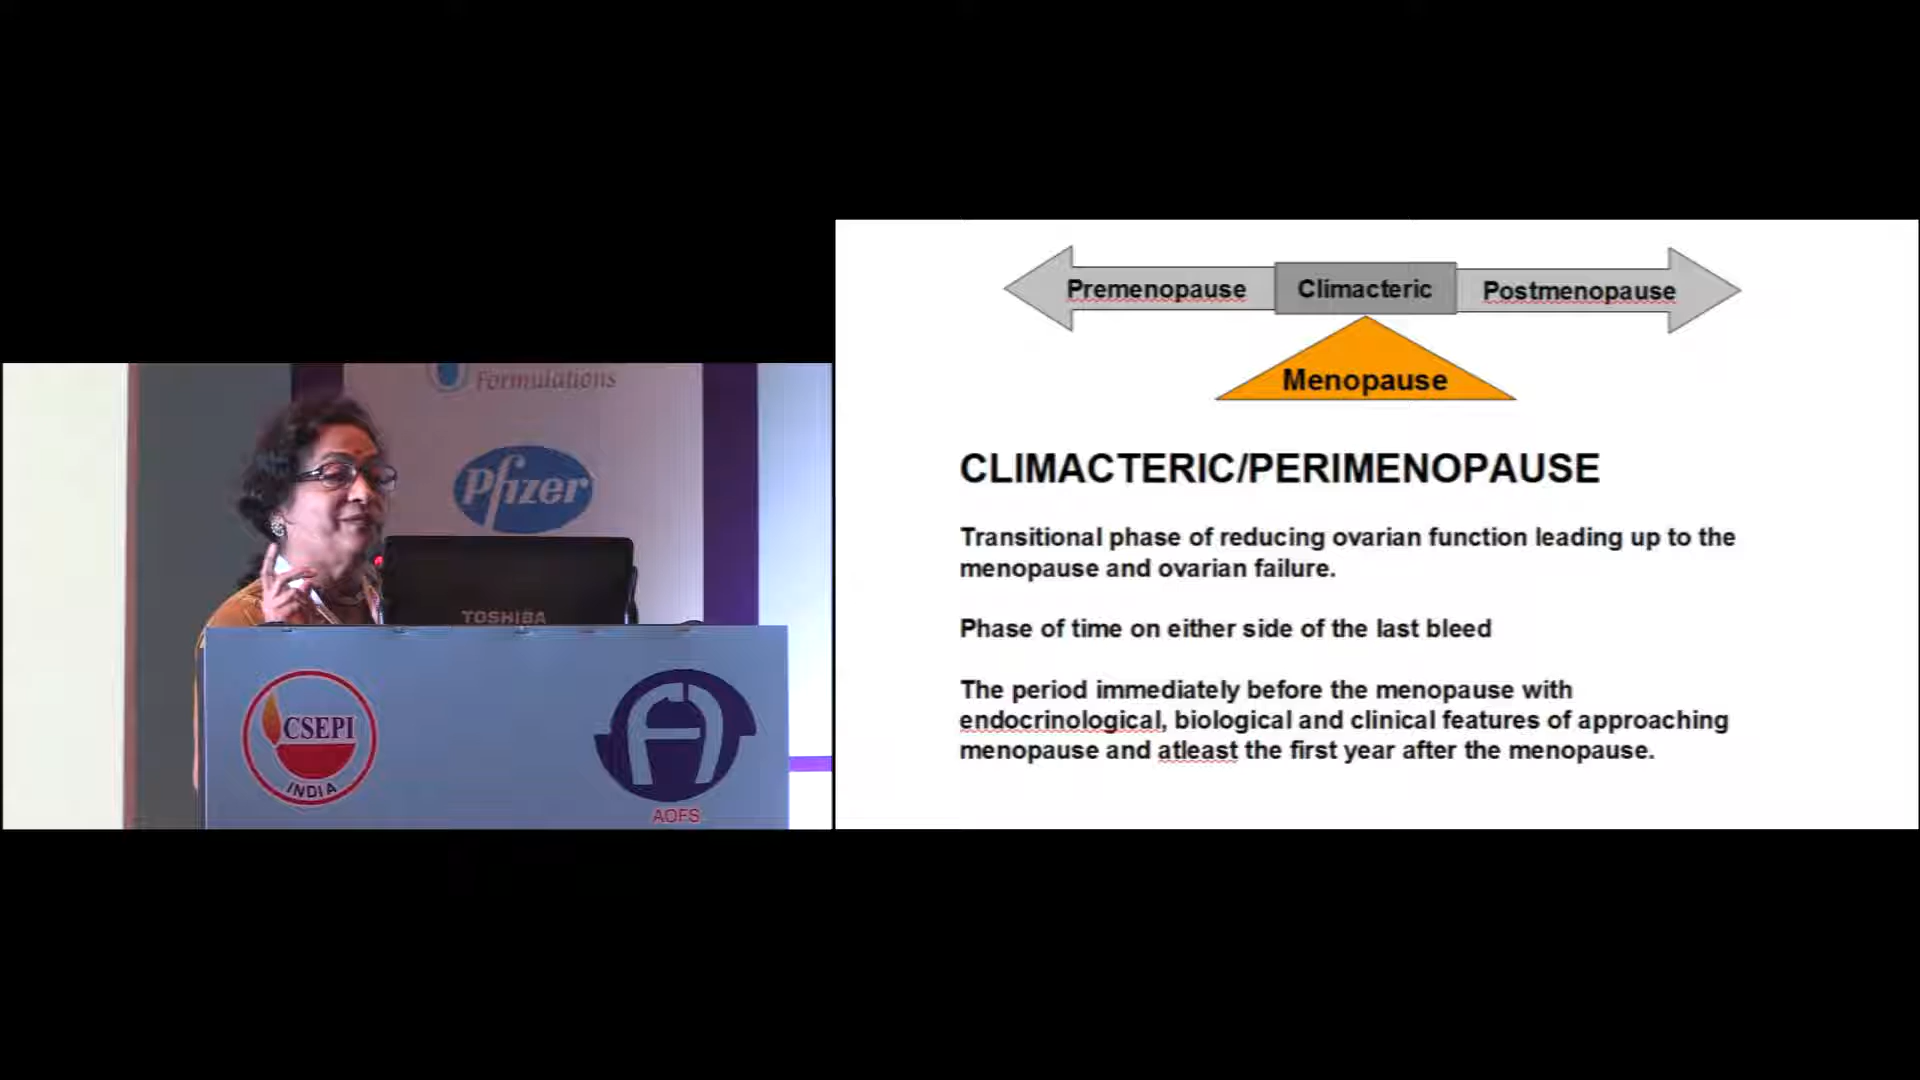 Formulations
Pfizer
TOSHIBA
CSEPI
INDIA
AOFS
Premenopause
Climacteric
Postmenopause
Menopause
CLIMACTERIC/PERIMENOPAUSE
Transitional phase of reducing ovarian function leading up to the
menopause and ovarian failure.
Phase of time on either side of the last bleed
The period immediately before the menopause with
endocrinological, biological and clinical features of approaching
menopause and atleast the first year after the menopause.